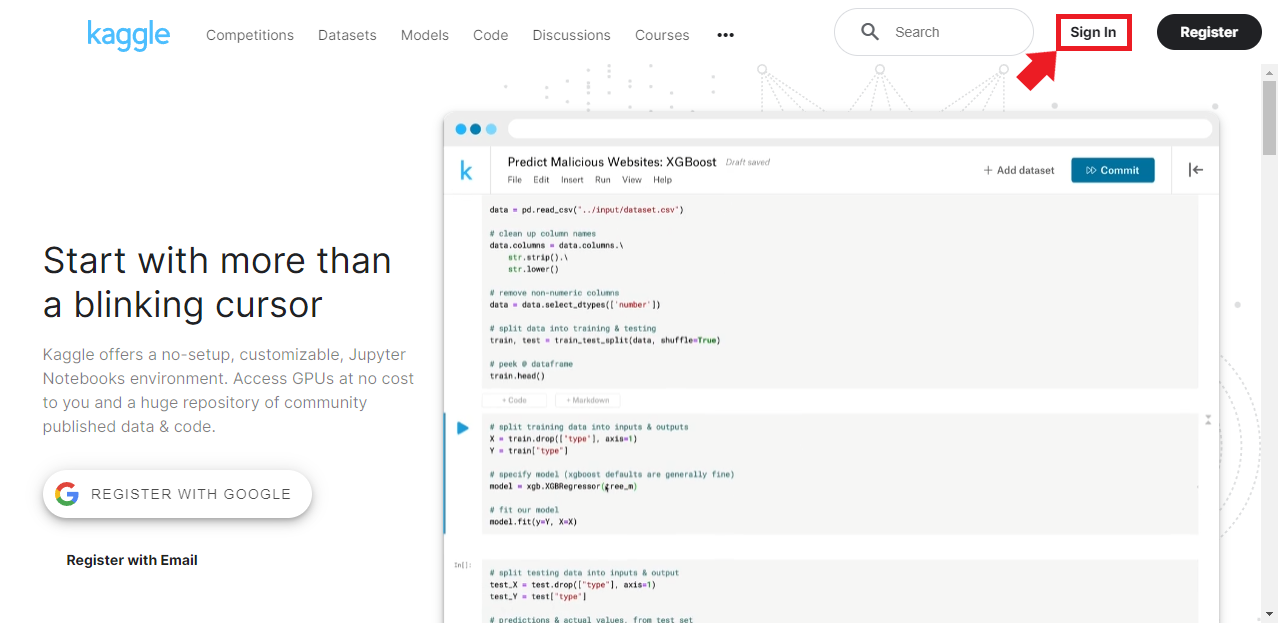 kaggle
Competitions
Datasets
Models
Code
Discussions
Courses
•••
Search
Sign In
Register
Start with more than
a blinking cursor
Kaggle offers a no-setup, customizable, Jupyter
Notebooks environment. Access GPUs at no cost
to you and a huge repository of community
published data & code.
REGISTER WITH GOOGLE
Register with Email
k
Predict Malicious Websites: XGBoost
Draft saved
File Edit Insert Run View Help
+ Add dataset
Commit
data = pd.read_csv("../input/dataset.csv")
# clean up column names
data.columns = data.columns.\
str.strip().\
str.lower()
# remove non-numeric columns
data = data.select_dtypes(['number'])
# split data into training & testing
train, test = train_test_split(data, shuffle=True)
# peek @ dataframe
train.head()
+ Code
+ Markdown
# split training data into inputs & outputs
X = train.drop(["type"], axis=1)
Y = train["type"]
# specify model (xgboost defaults are generally fine)
model = xgb.XGBRegressor(tree_m)
# fit our model
model.fit(y=Y, X=X)
In[]:
# split testing data into inputs & output
test_X = test.drop(["type"], axis=1)
test_Y = test["type"]
# predictions & actual values, from test set